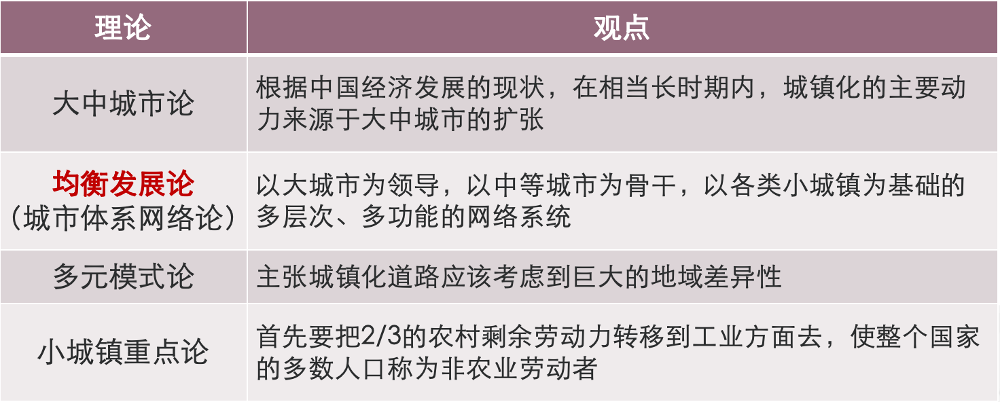 理论
观点
大中城市论
根据中国经济发展的现状，在相当长时期内，城镇化的主要动
力来源于大中城市的扩张
均衡发展论
（城市体系网络论）
以大城市为领导，以中等城市为骨干，以各类小城镇为基础的
多层次、多功能的网络系统
多元模式论
主张城镇化道路应该考虑到巨大的地域差异性
小城镇重点论
首先要把2/3的农村剩余劳动力转移到工业方面去，使整个国家
的多数人口称为非农业劳动者